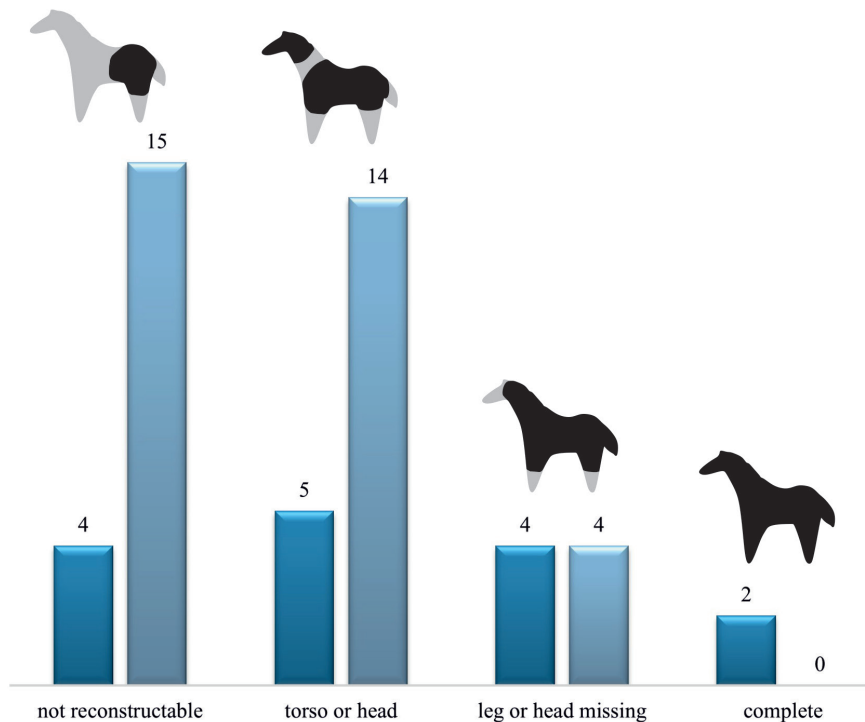 15
14
5
4
4
4
2
0
not reconstructable
torso or head
leg or head missing
complete